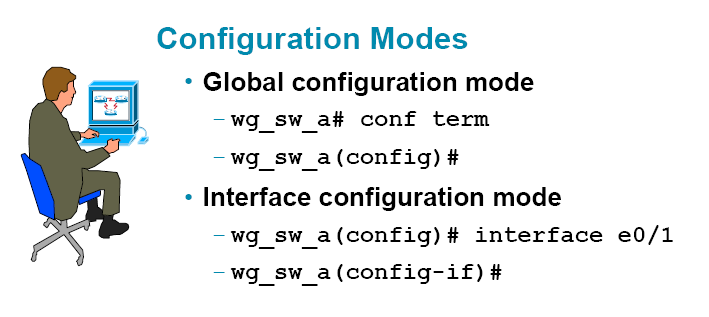 Configuration Modes
• Global configuration mode
– wg_sw_a# conf term
– wg_sw_a(config)#
• Interface configuration mode
– wg_sw_a(config)# interface e0/1
– wg_sw_a(config-if)#